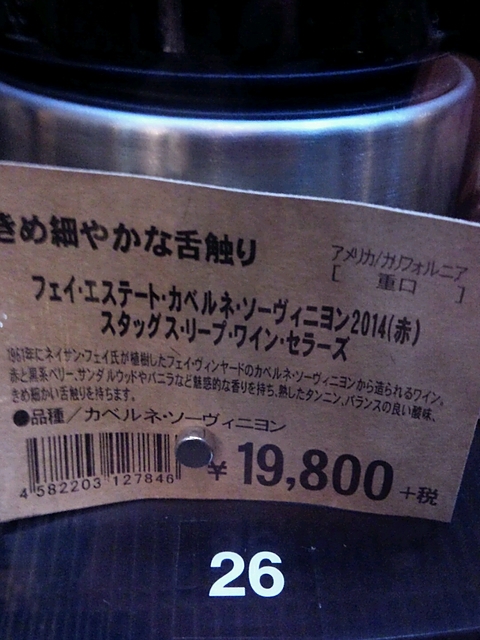 きめ細やかな舌触り
アメリカ/カリフォルニア
[ 重口 ]
フェイ・エステート・カベルネ・ソーヴィニヨン2014(赤)
スタッグス・リープ・ワイン・セラーズ
1961年にネイサン・フェイ氏が植樹したフェイ・ヴィンヤードのカベルネ・ソーヴィニヨンから造られるワイン。
赤と黒系ベリー、サンダルウッドやバニラなど魅惑的な香りを持ち、熟したタンニン、バランスの良い酸味、
きめ細かい舌触りを持ちます。
●品種/カベルネ・ソーヴィニヨン
4 582203 127846
¥19,800+税
26